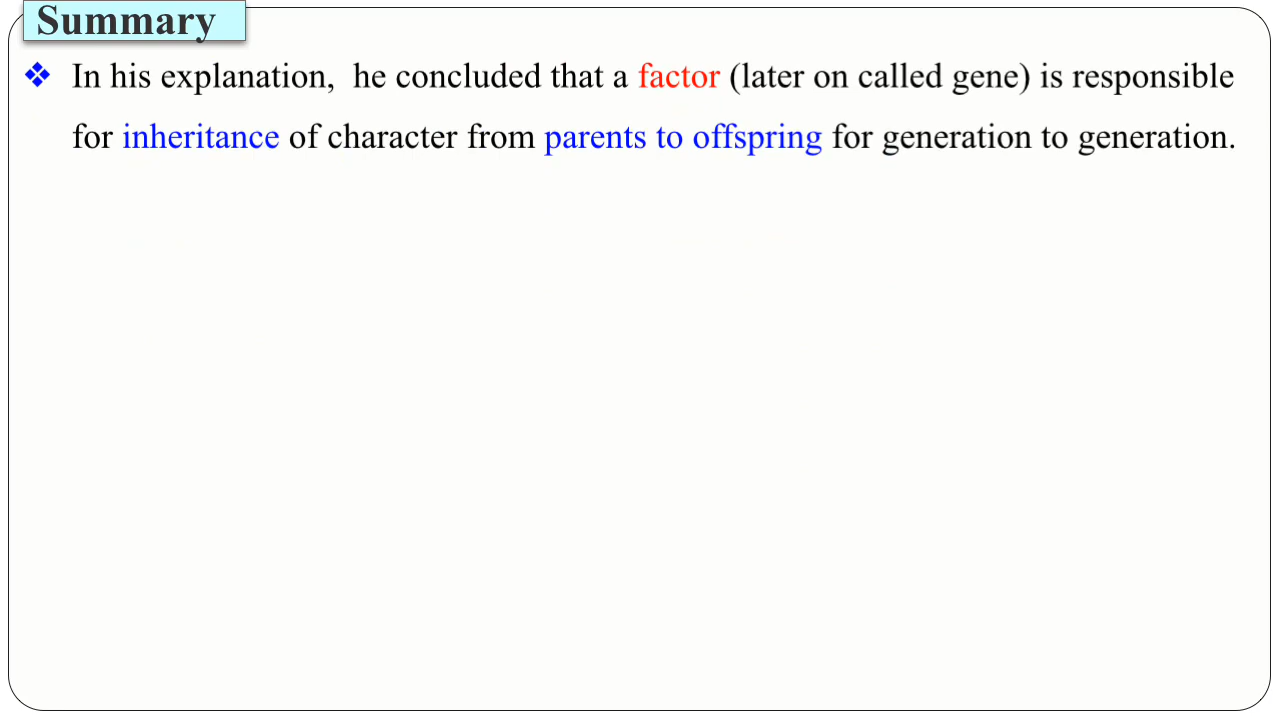 Summary
❖ In his explanation, he concluded that a factor (later on called gene) is responsible
for inheritance of character from parents to offspring for generation to generation.